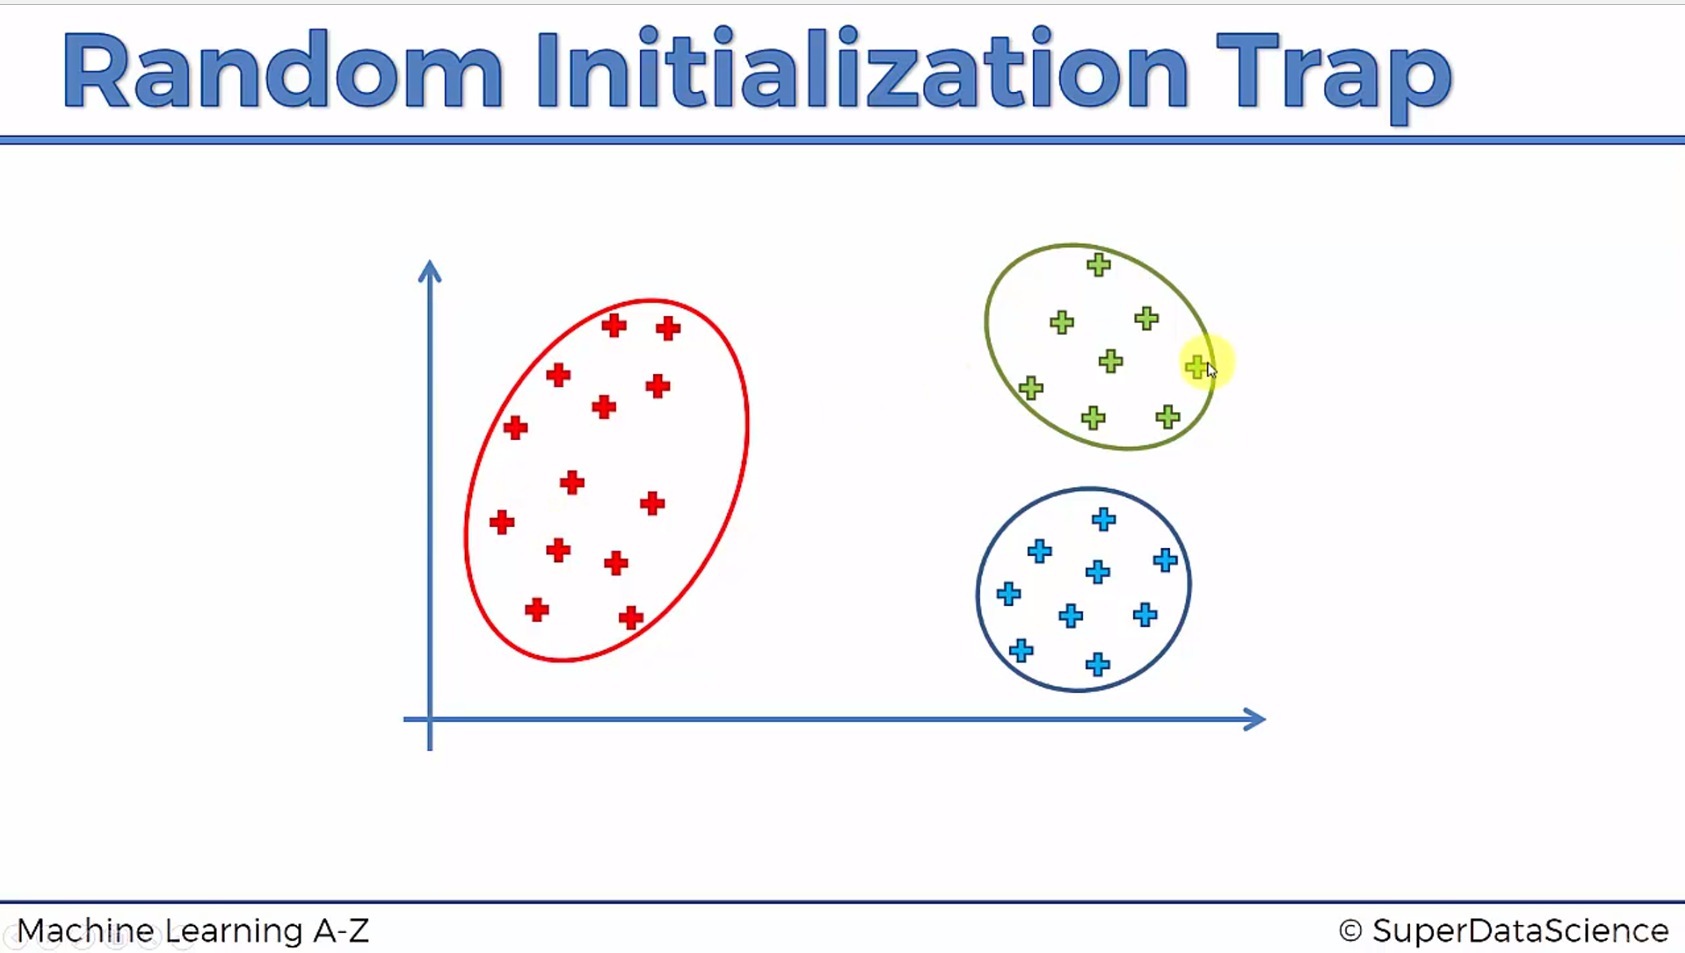 Random Initialization Trap
Machine Learning A-Z
© SuperDataScience